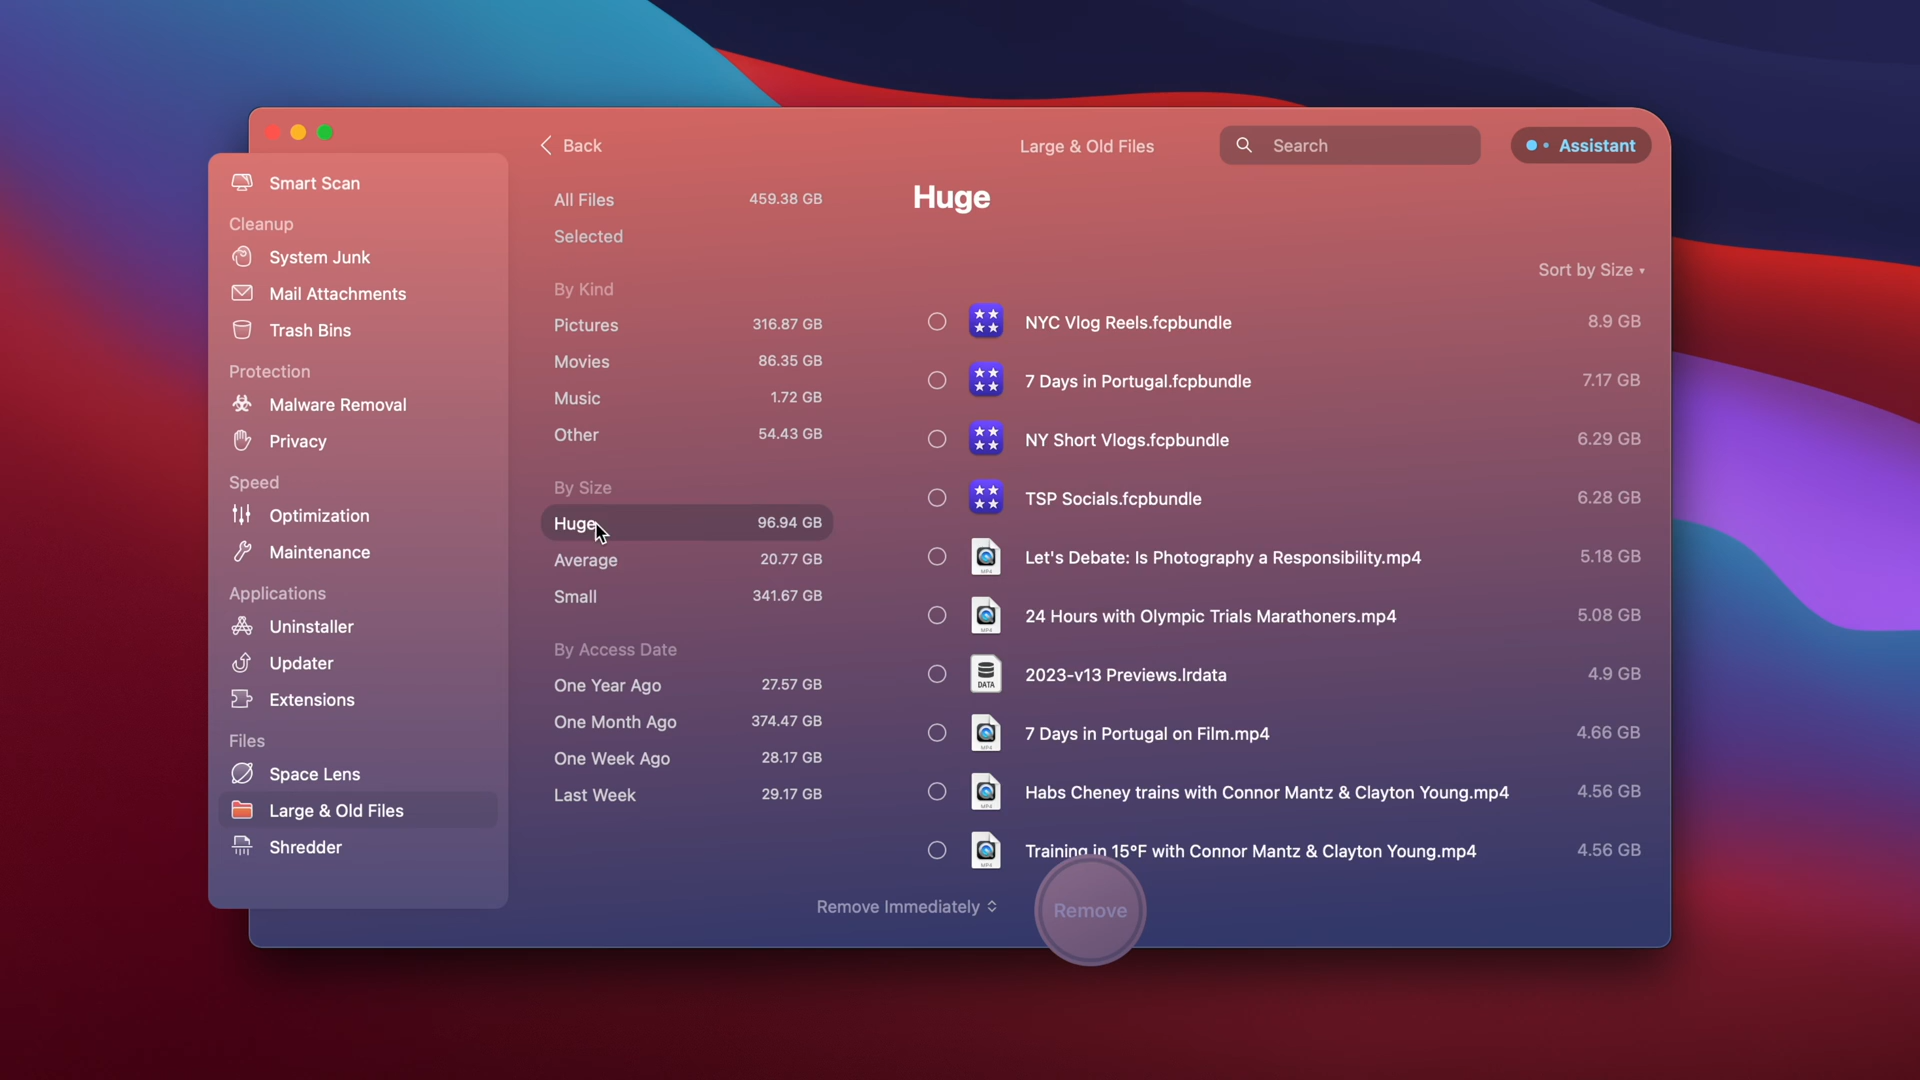 Back
Large & Old Files
Search
Assistant
Smart Scan
Cleanup
System Junk
Mail Attachments
Trash Bins
Protection
Malware Removal
Privacy
Speed
Optimization
Maintenance
Applications
Uninstaller
Updater
Extensions
Files
Space Lens
Large & Old Files
Shredder
All Files 459.38 GB
Selected
By Kind
Pictures 316.87 GB
Movies 86.35 GB
Music 1.72 GB
Other 54.43 GB
By Size
Huge 96.94 GB
Average 20.77 GB
Small 341.67 GB
By Access Date
One Year Ago 27.57 GB
One Month Ago 374.47 GB
One Week Ago 28.17 GB
Last Week 29.17 GB
Huge
Sort by Size
NYC Vlog Reels.fcpbundle 8.9 GB
7 Days in Portugal.fcpbundle 7.17 GB
NY Short Vlogs.fcpbundle 6.29 GB
TSP Socials.fcpbundle 6.28 GB
MP4 Let's Debate: Is Photography a Responsibility.mp4 5.18 GB
MP4 24 Hours with Olympic Trials Marathoners.mp4 5.08 GB
DATA 2023-v13 Previews.lrdata 4.9 GB
MP4 7 Days in Portugal on Film.mp4 4.66 GB
MP4 Habs Cheney trains with Connor Mantz & Clayton Young.mp4 4.56 GB
MP4 Training in 15°F with Connor Mantz & Clayton Young.mp4 4.56 GB
Remove Immediately
Remove